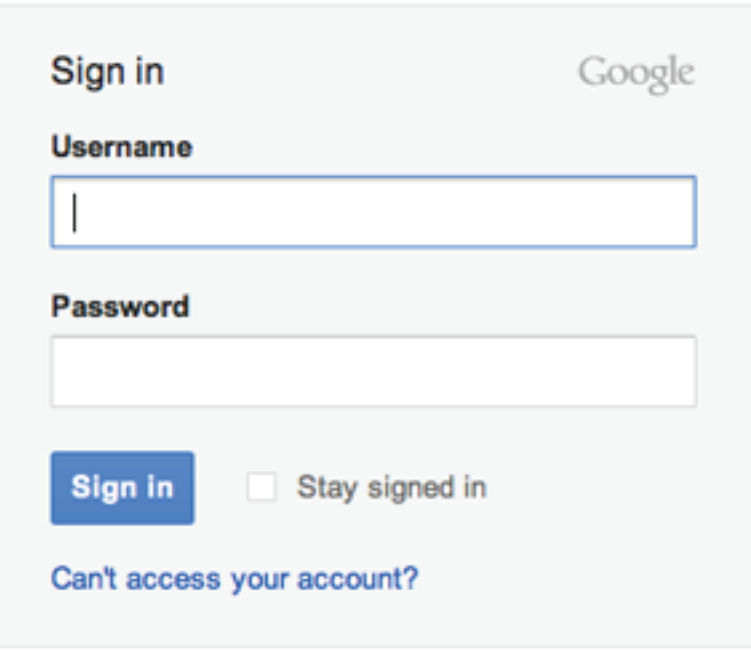 Sign in Google
Username
Password
Sign in Stay signed in
Can't access your account?